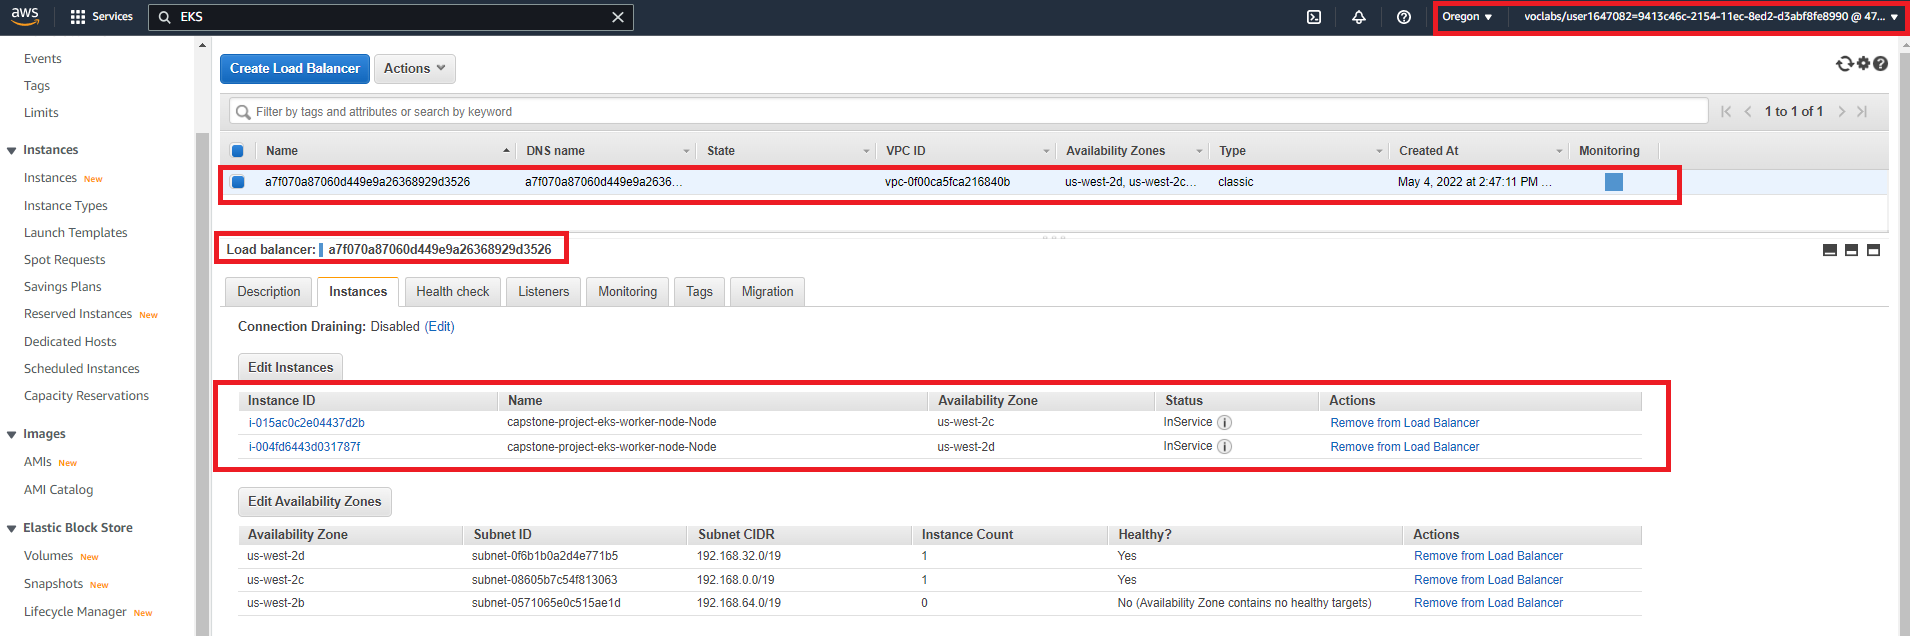 aws Services EKS Oregon voclabs/user1647082=9413c46c-2154-11ec-8ed2-d3abf8fe8990 @ 47...
Events
Tags
Limits
Instances
Instances New
Instance Types
Launch Templates
Spot Requests
Savings Plans
Reserved Instances New
Dedicated Hosts
Scheduled Instances
Capacity Reservations
Images
AMIs New
AMI Catalog
Elastic Block Store
Volumes New
Snapshots New
Lifecycle Manager New
Create Load Balancer Actions
Filter by tags and attributes or search by keyword 1 to 1 of 1
Name DNS name State VPC ID Availability Zones Type Created At Monitoring
a7f070a87060d449e9a26368929d3526 a7f070a87060d449e9a2636... vpc-0f00ca5fca216840b us-west-2d, us-west-2c... classic May 4, 2022 at 2:47:11 PM ...
Load balancer: a7f070a87060d449e9a26368929d3526
Description Instances Health check Listeners Monitoring Tags Migration
Connection Draining: Disabled (Edit)
Edit Instances
Instance ID Name Availability Zone Status Actions
i-015ac0c2e04437d2b capstone-project-eks-worker-node-Node us-west-2c InService Remove from Load Balancer
i-004fd6443d031787f capstone-project-eks-worker-node-Node us-west-2d InService Remove from Load Balancer
Edit Availability Zones
Availability Zone Subnet ID Subnet CIDR Instance Count Healthy? Actions
us-west-2d subnet-0f6b1b0a2d4e771b5 192.168.32.0/19 1 Yes Remove from Load Balancer
us-west-2c subnet-08605b7c54f813063 192.168.0.0/19 1 Yes Remove from Load Balancer
us-west-2b subnet-0571065e0c515ae1d 192.168.64.0/19 0 No (Availability Zone contains no healthy targets) Remove from Load Balancer